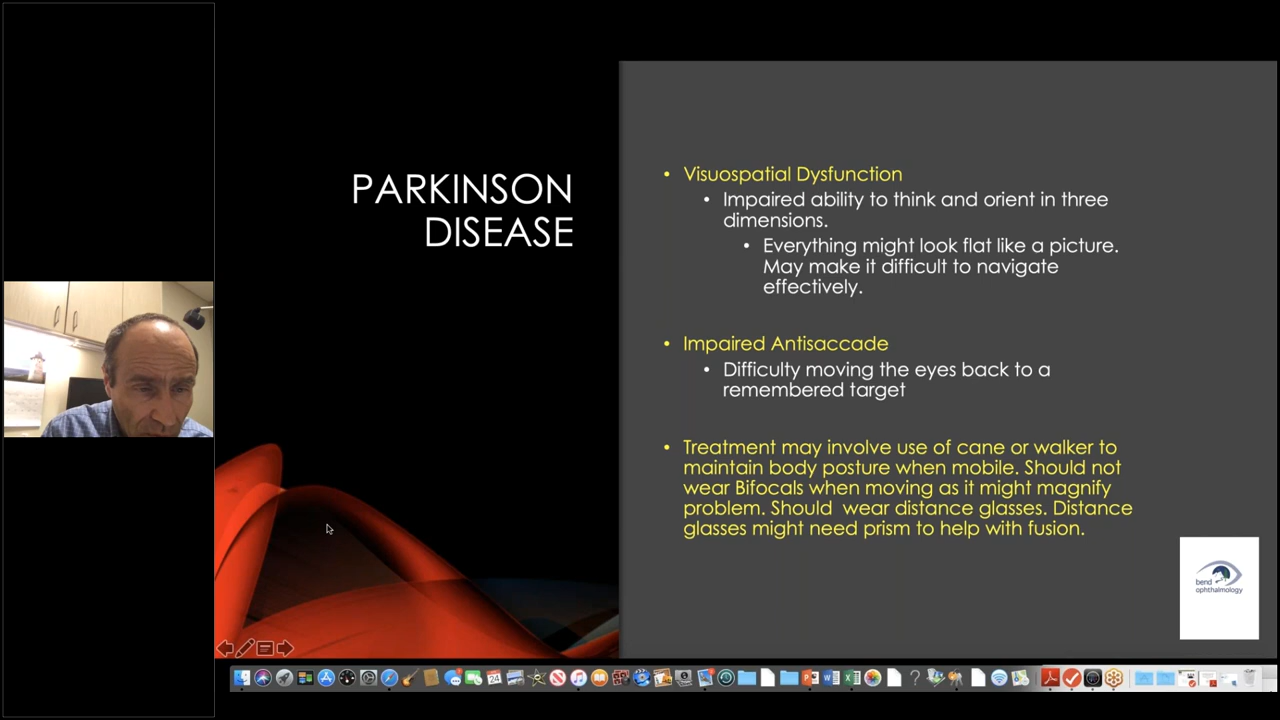 PARKINSON
DISEASE
• Visuospatial Dysfunction
• Impaired ability to think and orient in three
dimensions.
• Everything might look flat like a picture.
May make it difficult to navigate
effectively.
• Impaired Antisaccade
• Difficulty moving the eyes back to a
remembered target
• Treatment may involve use of cane or walker to
maintain body posture when mobile. Should not
wear Bifocals when moving as it might magnify
problem. Should wear distance glasses. Distance
glasses might need prism to help with fusion.
bend
ophthalmology
24